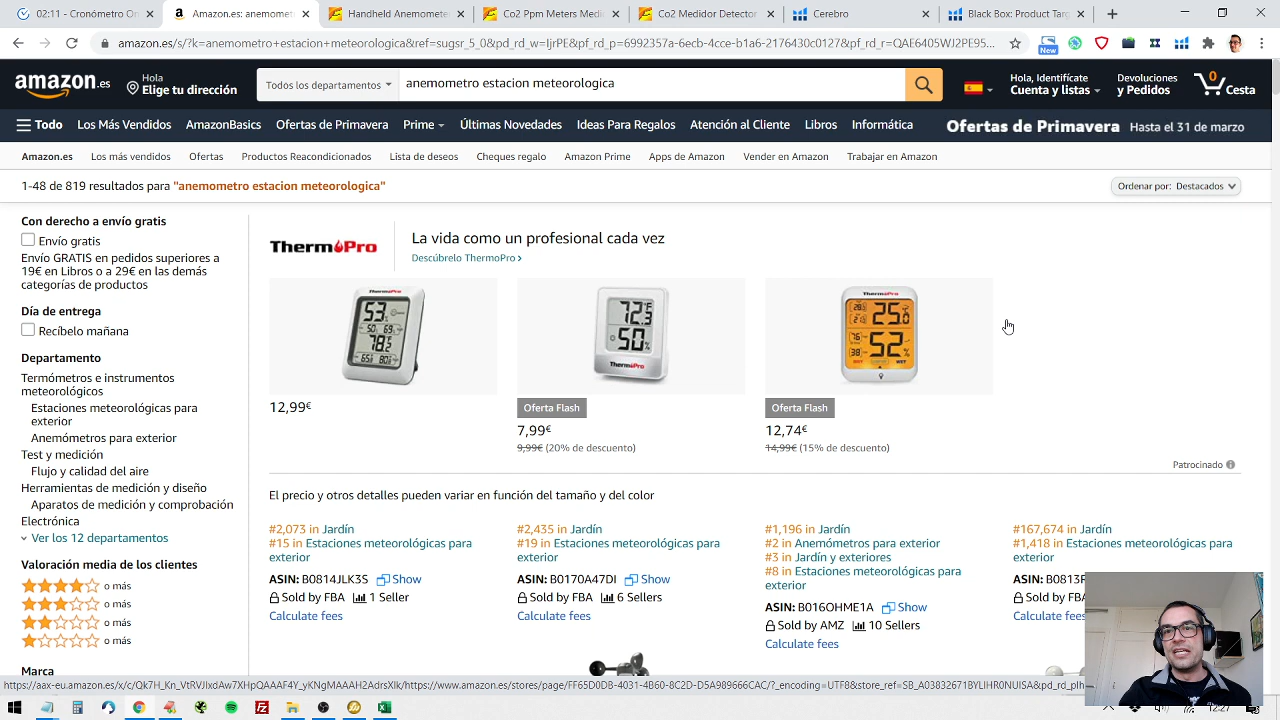 02:11 - Cronometro On
Amazon.es: anemomet
Handheld Anemomete
Co2 Ppm Meters Medi
Co2 Medidor Detector
Cerebro
Black Box: Product Targ
amazon.es/s/?k=anemometro+estacion+meteorologica&ref=sugsr_5_0&pd_rd_w=IjrPE&pf_rd_p=6992357a-6ecb-4cce-b1a6-2176430c0127&pf_rd_r=QAE6405WJ2PE95...
New
amazon.es
Hola
Elige tu dirección
Todos los departamentos
anemometro estacion meteorologica
Hola, Identifícate
Cuenta y listas
Devoluciones
y Pedidos
0
Cesta
Todo
Los Más Vendidos
AmazonBasics
Ofertas de Primavera
Prime
Últimas Novedades
Ideas Para Regalos
Atención al Cliente
Libros
Informática
Ofertas de Primavera Hasta el 31 de marzo
Amazon.es
Los más vendidos
Ofertas
Productos Reacondicionados
Lista de deseos
Cheques regalo
Amazon Prime
Apps de Amazon
Vender en Amazon
Trabajar en Amazon
1-48 de 819 resultados para "anemometro estacion meteorologica"
Ordenar por: Destacados
Con derecho a envío gratis
Envío gratis
Envío GRATIS en pedidos superiores a
19€ en Libros o a 29€ en las demás
categorías de productos
Día de entrega
Recíbelo mañana
Departamento
Termómetros e instrumentos
meteorológicos
Estaciones meteorológicas para
exterior
Anemómetros para exterior
Test y medición
Flujo y calidad del aire
Herramientas de medición y diseño
Aparatos de medición y comprobación
Electrónica
Ver los 12 departamentos
Valoración media de los clientes
o más
o más
o más
o más
Marca
ThermoPro
La vida como un profesional cada vez
Descúbrelo ThermoPro
12,99€
Oferta Flash
7,99€
9,99€ (20% de descuento)
Oferta Flash
12,74€
14,99€ (15% de descuento)
Patrocinado
El precio y otros detalles pueden variar en función del tamaño y del color
#2,073 in Jardín
#15 in Estaciones meteorológicas para
exterior
ASIN: B0814JLK3S Show
Sold by FBA 1 Seller
Calculate fees
#2,435 in Jardín
#19 in Estaciones meteorológicas para
exterior
ASIN: B0170A47DI Show
Sold by FBA 6 Sellers
Calculate fees
#1,196 in Jardín
#2 in Anemómetros para exterior
#3 in Jardín y exteriores
#8 in Estaciones meteorológicas para
exterior
ASIN: B016OHME1A Show
Sold by AMZ 10 Sellers
Calculate fees
#167,674 in Jardín
#1,418 in Estaciones meteorológicas para
exterior
ASIN: B0813F
Sold by FBA
Calculate fees
12:27